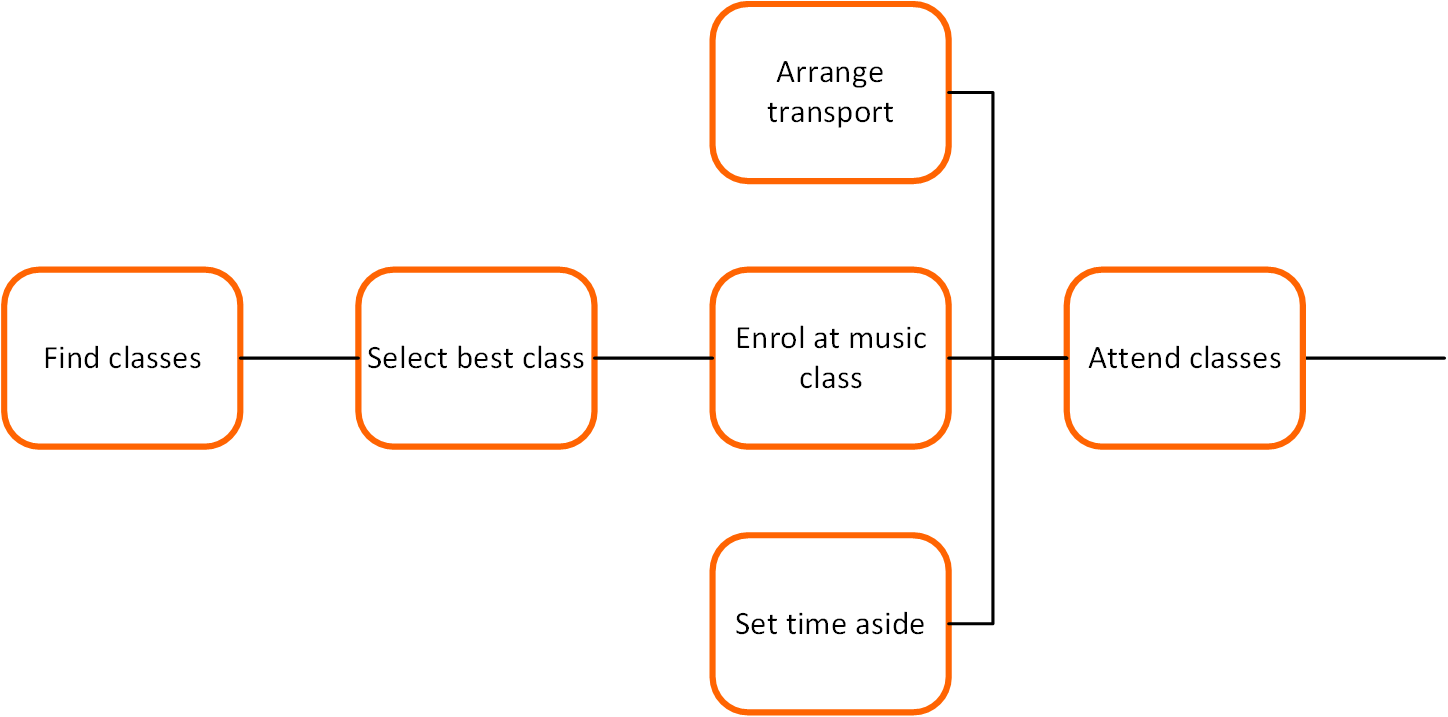 Arrange
transport
Find classes
Select best class
Enrol at music
class
Attend classes
Set time aside